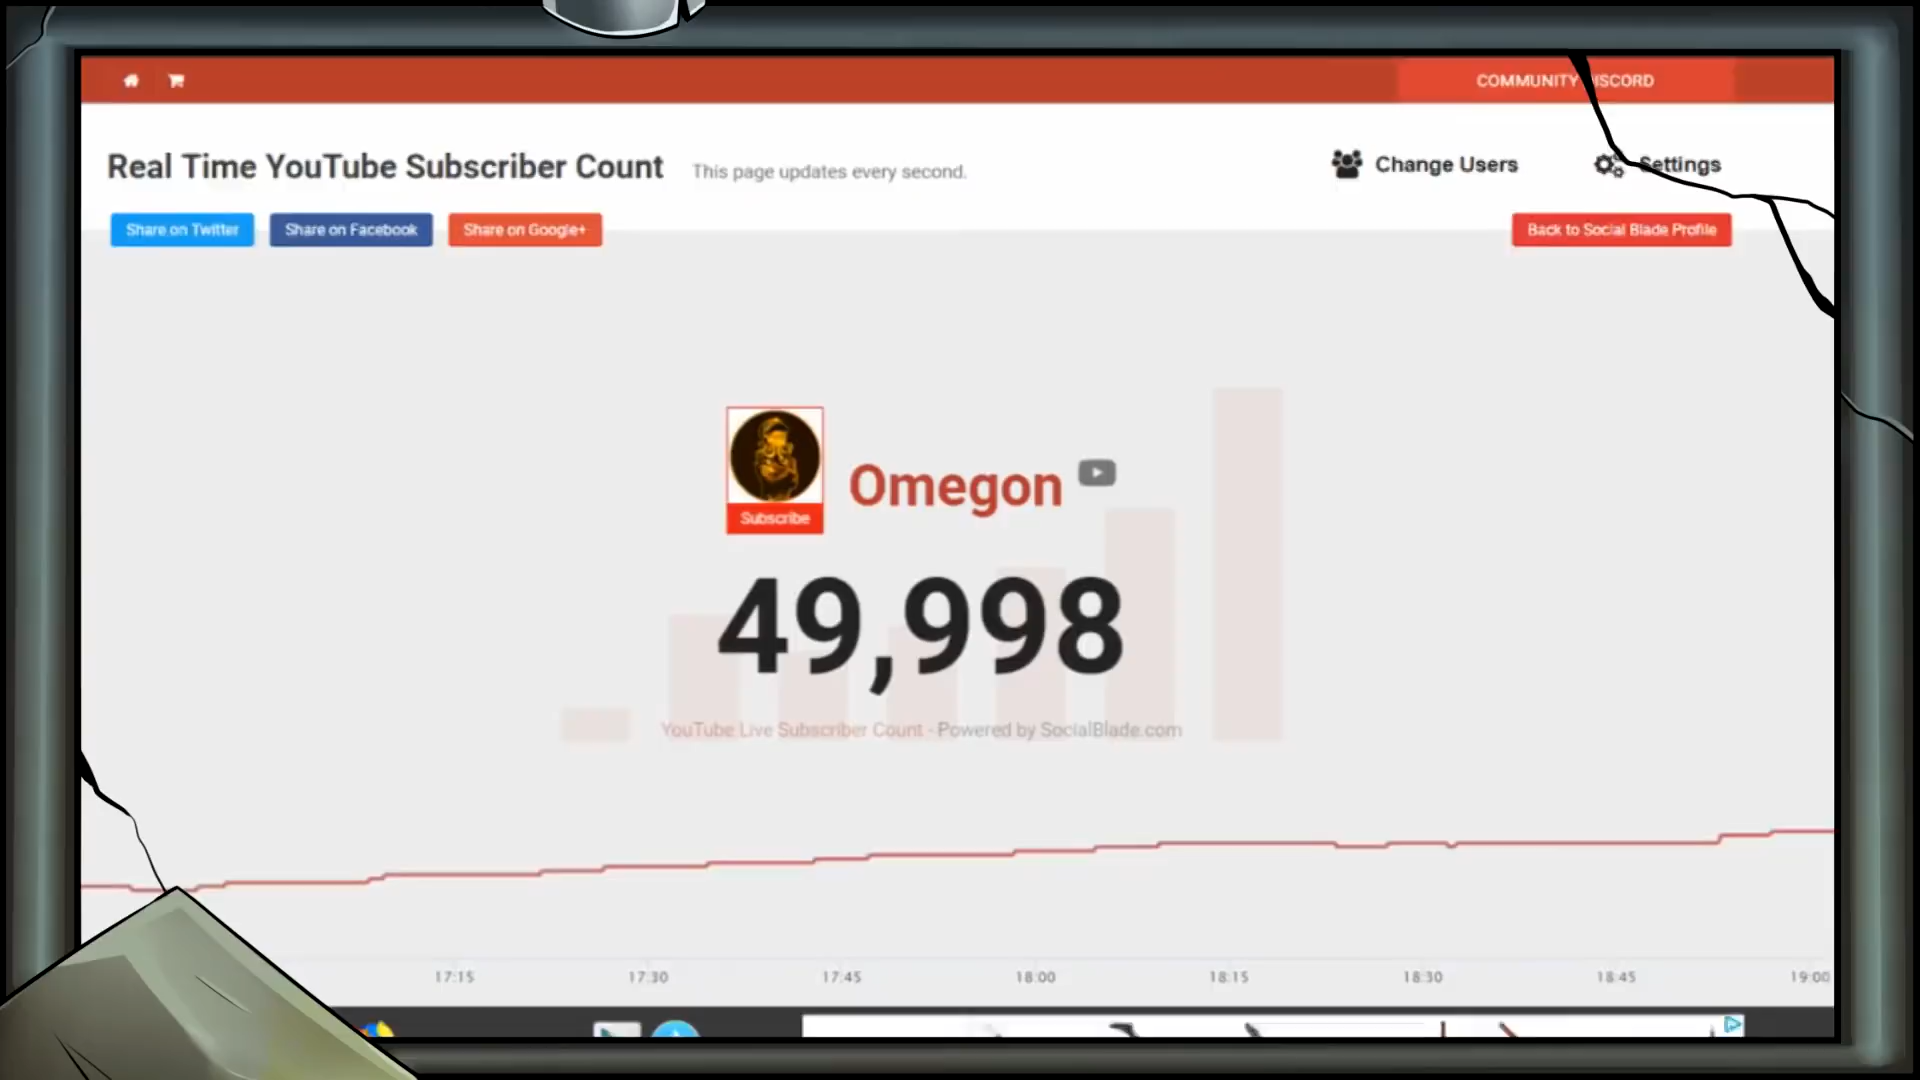 COMMUNITY DISCORD
Real Time YouTube Subscriber Count
This page updates every second.
Change Users
Settings
Share on Twitter
Share on Facebook
Share on Google+
Back to Social Blade Profile
Subscribe
Omegon
49,998
YouTube Live Subscriber Count - Powered by SocialBlade.com
17:15
17:30
17:45
18:00
18:15
18:30
18:45
19:00